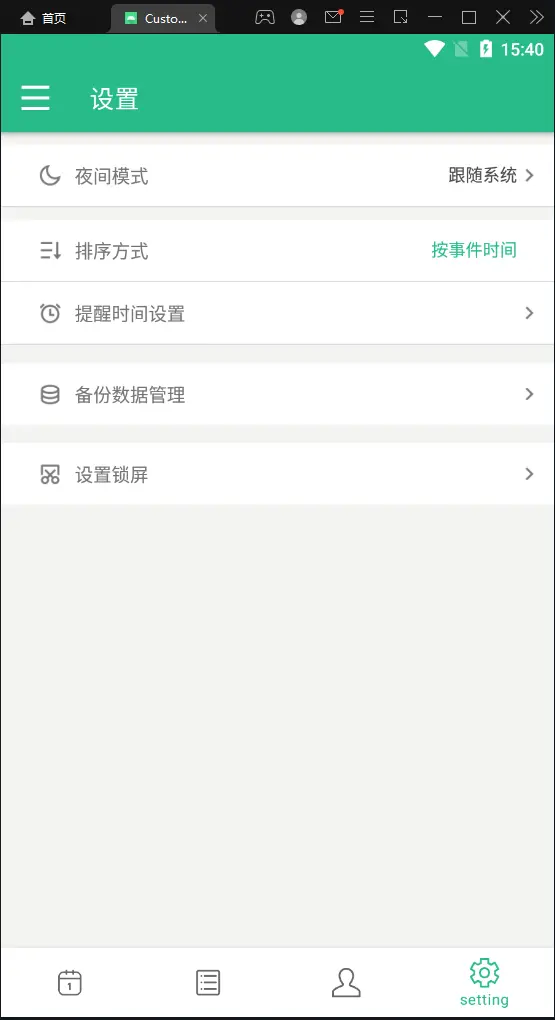 首页
Custo...
15:40
设置
夜间模式 跟随系统
排序方式 按事件时间
提醒时间设置
备份数据管理
设置锁屏
1
setting